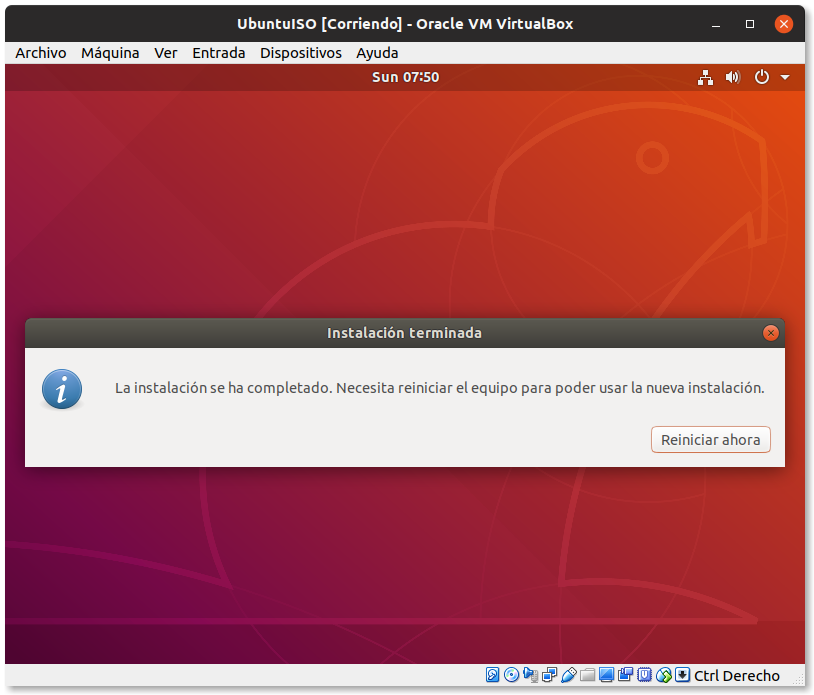 UbuntuISO [Corriendo] - Oracle VM VirtualBox
Archivo Máquina Ver Entrada Dispositivos Ayuda
Sun 07:50
Instalación terminada
La instalación se ha completado. Necesita reiniciar el equipo para poder usar la nueva instalación.
Reiniciar ahora
Ctrl Derecho